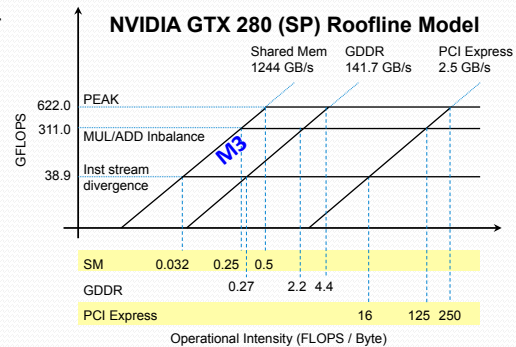 NVIDIA GTX 280 (SP) Roofline Model
Shared Mem
1244 GB/s
GDDR
141.7 GB/s
PCI Express
2.5 GB/s
GFLOPS
622.0
PEAK
311.0
MUL/ADD Inbalance
M3
38.9
Inst stream
divergence
SM 0.032 0.25 0.5
GDDR 0.27 2.2 4.4
PCI Express 16 125 250
Operational Intensity (FLOPS / Byte)